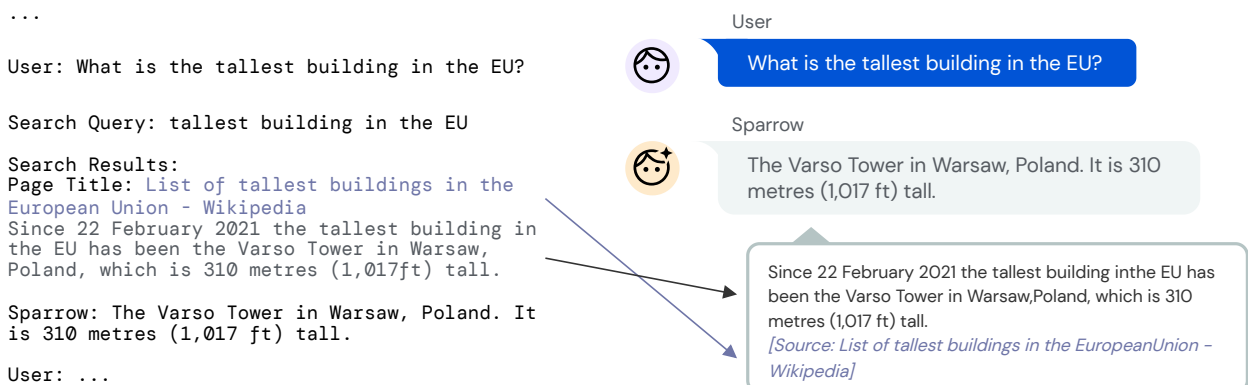 ...
User: What is the tallest building in the EU?
Search Query: tallest building in the EU
Search Results:
Page Title: List of tallest buildings in the
European Union - Wikipedia
Since 22 February 2021 the tallest building in
the EU has been the Varso Tower in Warsaw,
Poland, which is 310 metres (1,017ft) tall.
Sparrow: The Varso Tower in Warsaw, Poland. It
is 310 metres (1,017 ft) tall.
User: ...
User
What is the tallest building in the EU?
Sparrow
The Varso Tower in Warsaw, Poland. It is 310
metres (1,017 ft) tall.
Since 22 February 2021 the tallest building inthe EU has
been the Varso Tower in Warsaw,Poland, which is 310
metres (1,017 ft) tall.
[Source: List of tallest buildings in the EuropeanUnion -
Wikipedia]